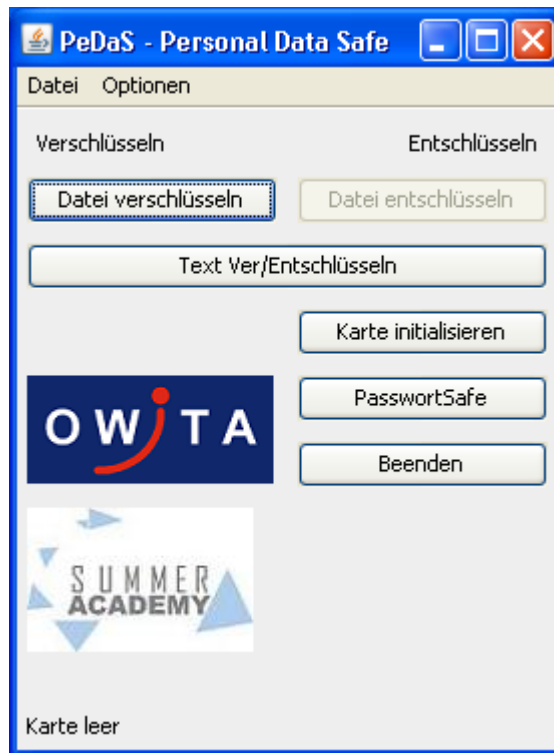 PeDaS - Personal Data Safe
Datei Optionen
Verschlüsseln Entschlüsseln
Datei verschlüsseln Datei entschlüsseln
Text Ver/Entschlüsseln
Karte initialisieren
PasswortSafe
OWITA
Beenden
SUMMER
ACADEMY
Karte leer